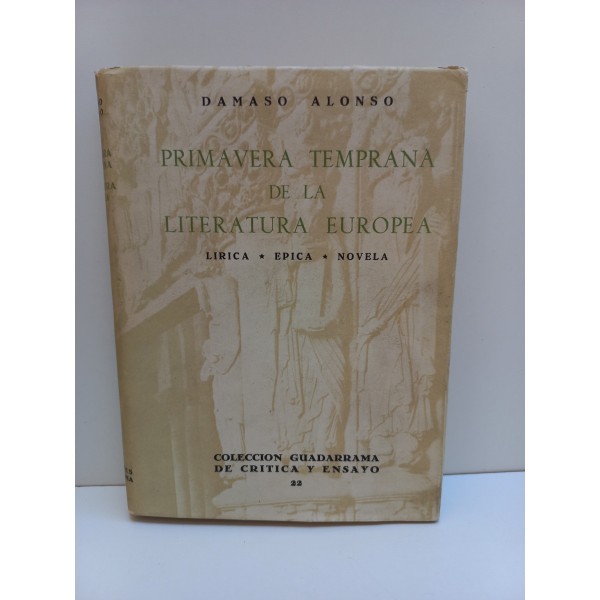 DAMASO ALONSO
PRIMAVERA TEMPRANA
DE LA
LITERATURA EUROPEA
LIRICA ★ EPICA ★ NOVELA
COLECCION GUADARRAMA
DE CRITICA Y ENSAYO
22